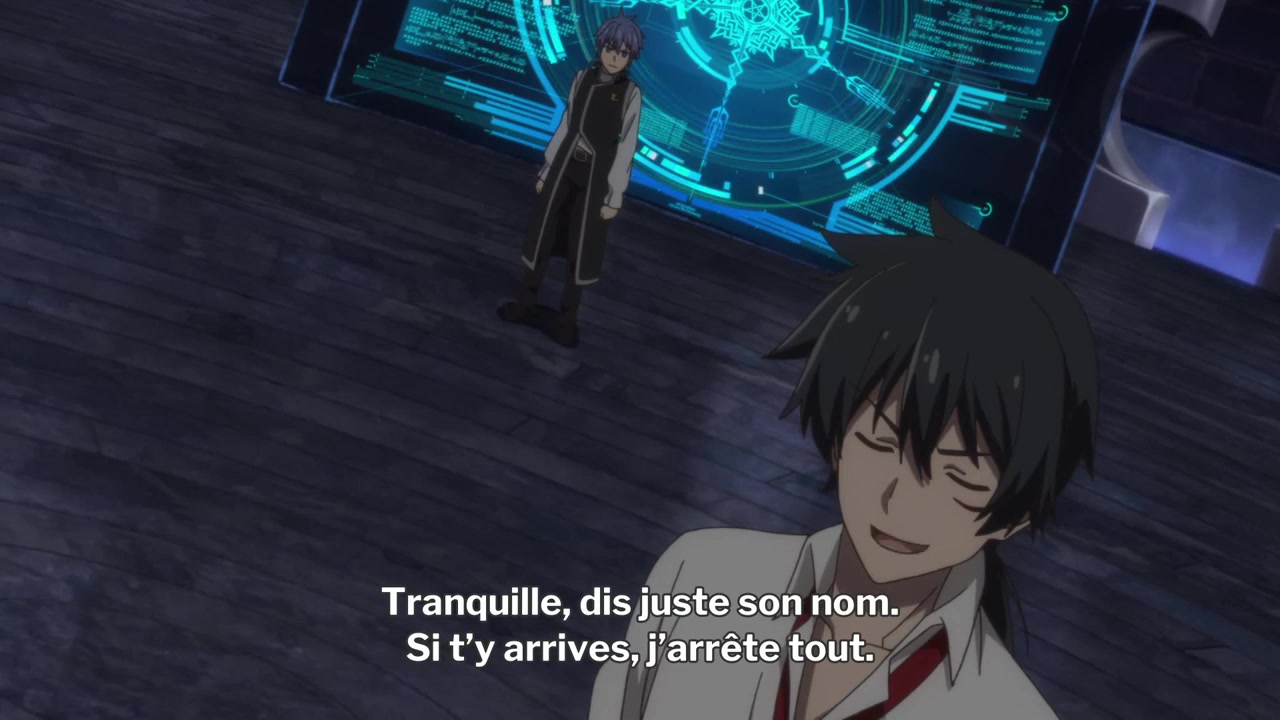 Tranquille, dis juste son nom.
Si t’y arrives, j’arrête tout.